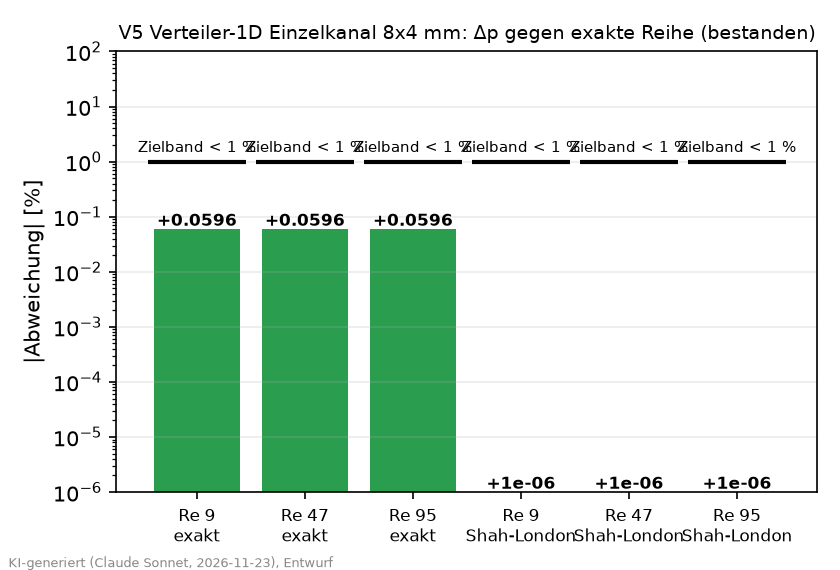 V5 Verteiler-1D Einzelkanal 8x4 mm: Δp gegen exakte Reihe (bestanden)
|Abweichung| [%]
10²
10¹
10⁰
10⁻¹
10⁻²
10⁻³
10⁻⁴
10⁻⁵
10⁻⁶
Zielband < 1 % Zielband < 1 % Zielband < 1 % Zielband < 1 % Zielband < 1 % Zielband < 1 %
+0.0596 +0.0596 +0.0596 +1e-06 +1e-06 +1e-06
Re 9 Re 47 Re 95 Re 9 Re 47 Re 95
exakt exakt exakt Shah-London Shah-London Shah-London
KI-generiert (Claude Sonnet, 2026-11-23), Entwurf